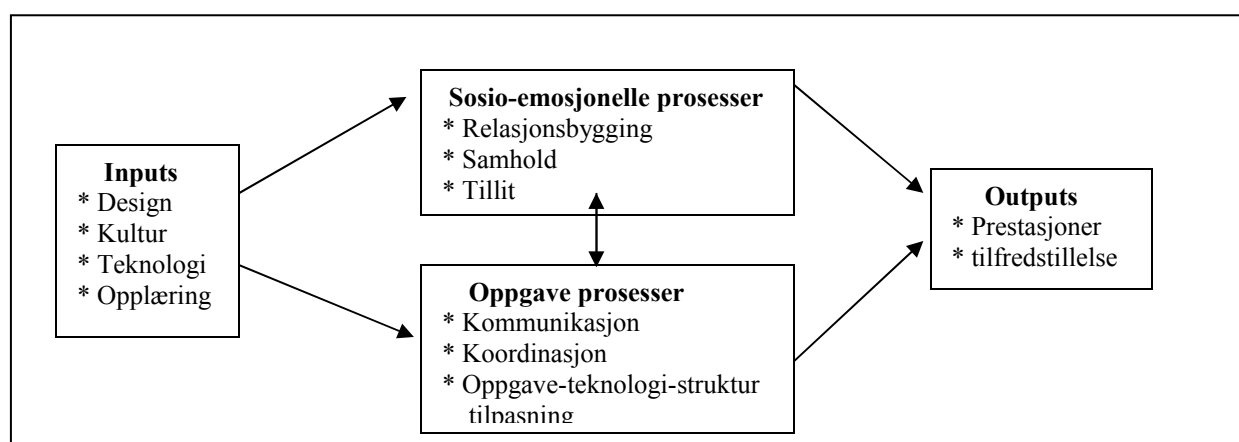 Inputs
* Design
* Kultur
* Teknologi
* Opplæring
Sosio-emosjonelle prosesser
* Relasjonsbygging
* Samhold
* Tillit
Oppgave prosesser
* Kommunikasjon
* Koordinasjon
* Oppgave-teknologi-struktur
tilpasning
Outputs
* Prestasjoner
* tilfredstillelse